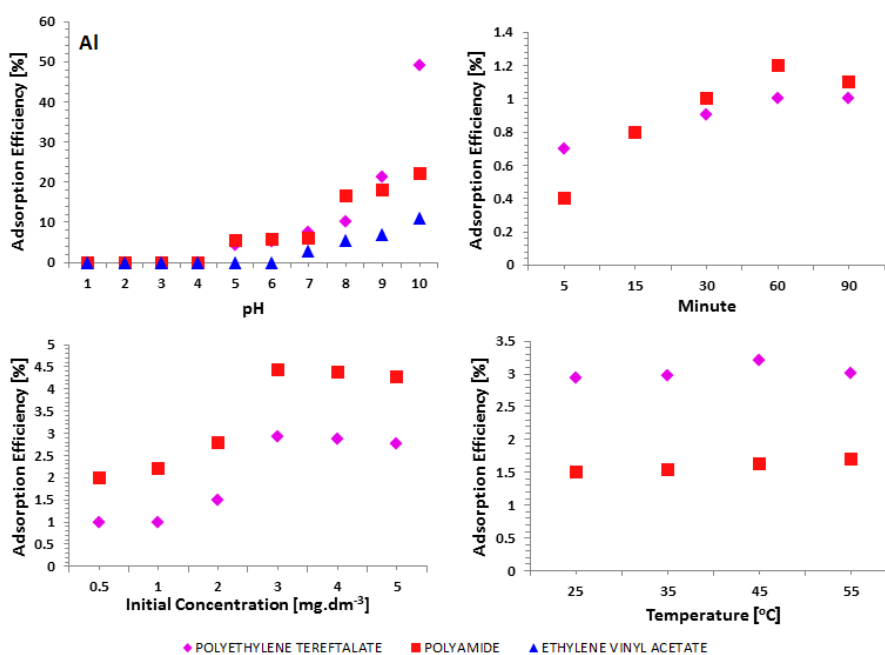 Al
Adsorption Efficiency [%]
60
50
40
30
20
10
0
1 2 3 4 5 6 7 8 9 10
pH
Adsorption Efficiency [%]
1.4
1.2
1
0.8
0.6
0.4
0.2
0
5 15 30 60 90
Minute
Adsorption Efficiency [%]
5
4.5
4
3.5
3
2.5
2
1.5
1
0.5
0
0.5 1 2 3 4 5
Initial Concentration [mg.dm⁻³]
Adsorption Efficiency [%]
3.5
3
2.5
2
1.5
1
0.5
0
25 35 45 55
Temperature [ºC]
POLYETHYLENE TEREFTALATE POLYAMIDE ETHYLENE VINYL ACETATE